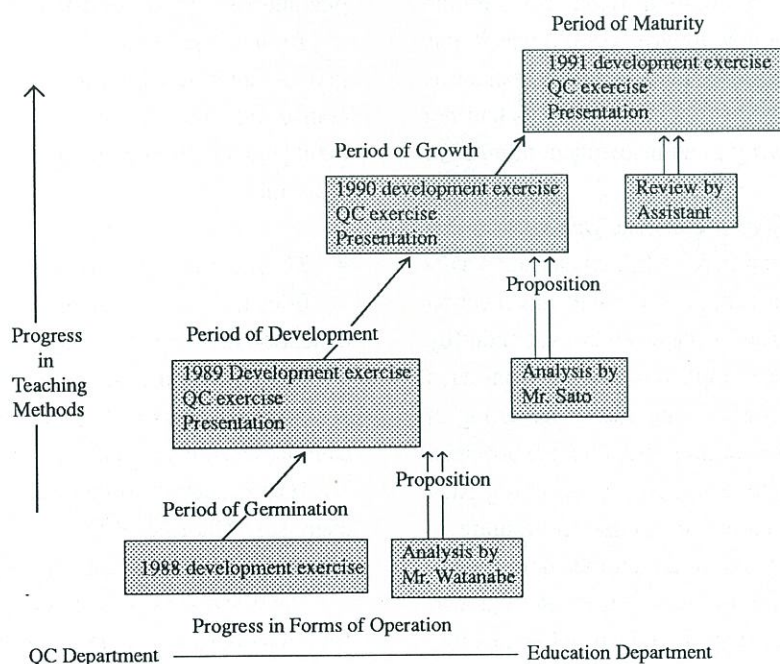 Period of Maturity
1991 development exercise
QC exercise
Presentation
Period of Growth
1990 development exercise
QC exercise
Presentation
Review by
Assistant
Proposition
Period of Development
Progress
in
Teaching
Methods
1989 Development exercise
QC exercise
Presentation
Analysis by
Mr. Sato
Proposition
Period of Germination
1988 development exercise
Analysis by
Mr. Watanabe
Progress in Forms of Operation
QC Department
Education Department